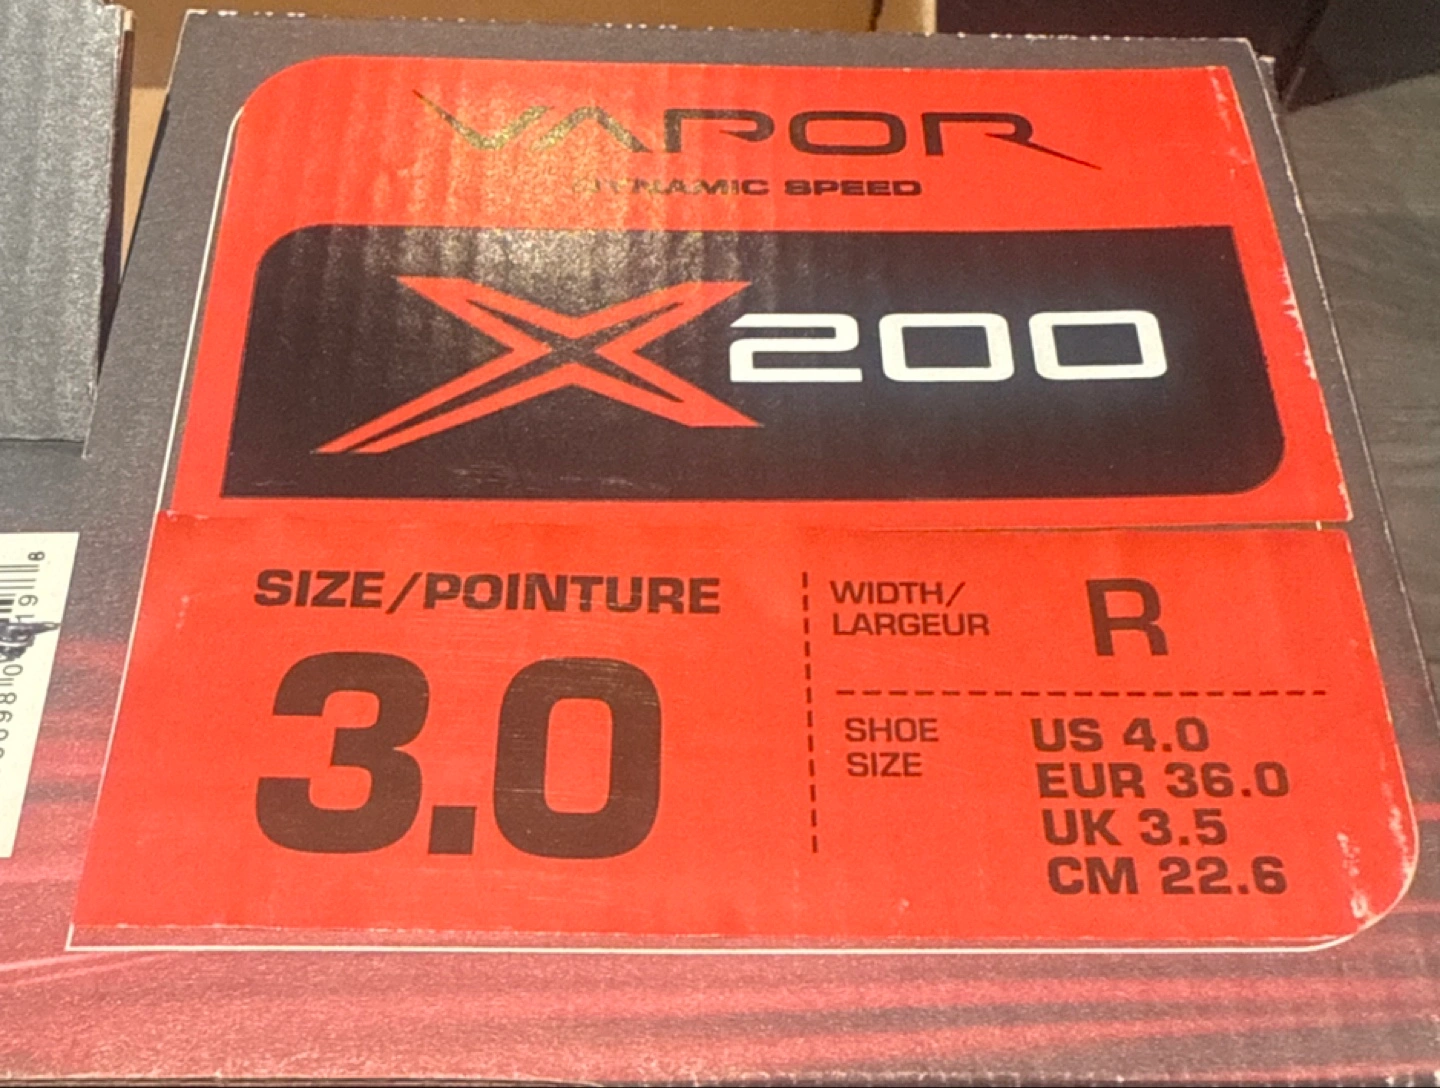 VAPOR
DYNAMIC SPEED
X200
SIZE/POINTURE
3.0
WIDTH/
LARGEUR
R
SHOE
SIZE
US 4.0
EUR 36.0
UK 3.5
CM 22.6